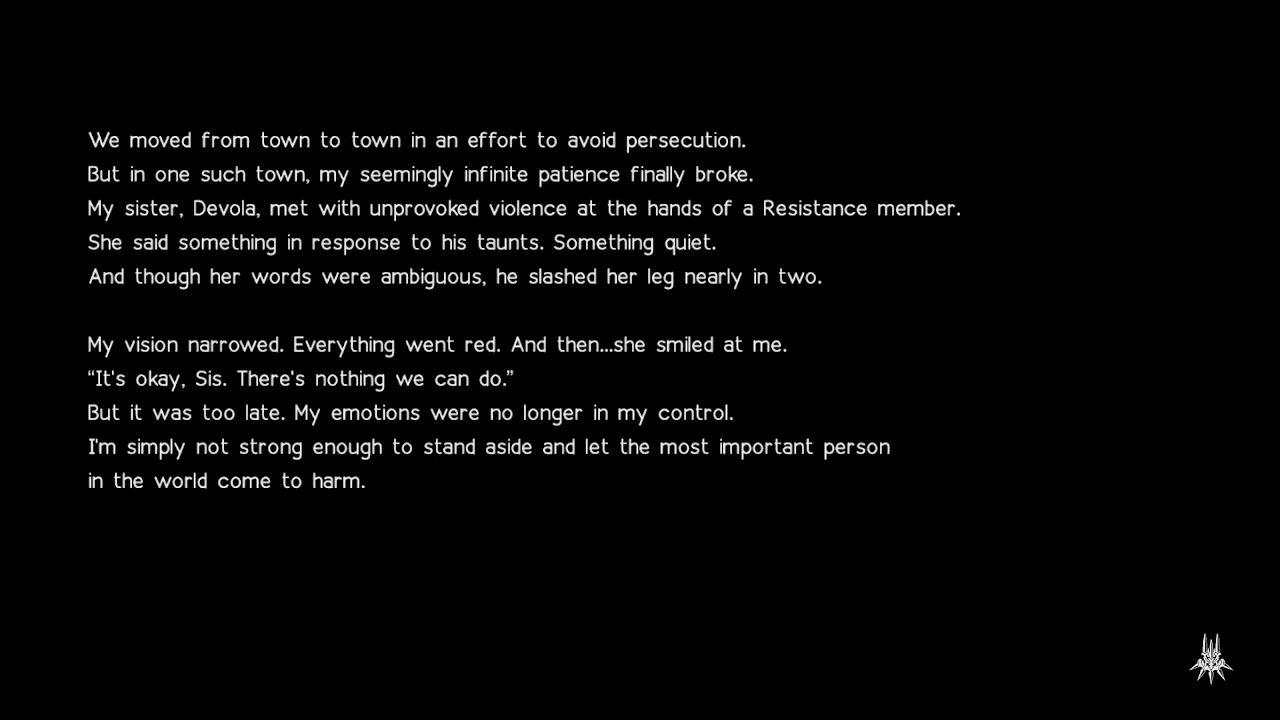 We moved from town to town in an effort to avoid persecution.
But in one such town, my seemingly infinite patience finally broke.
My sister, Devola, met with unprovoked violence at the hands of a Resistance member.
She said something in response to his taunts. Something quiet.
And though her words were ambiguous, he slashed her leg nearly in two.
My vision narrowed. Everything went red. And then...she smiled at me.
“It's okay, Sis. There's nothing we can do.”
But it was too late. My emotions were no longer in my control.
I'm simply not strong enough to stand aside and let the most important person
in the world come to harm.